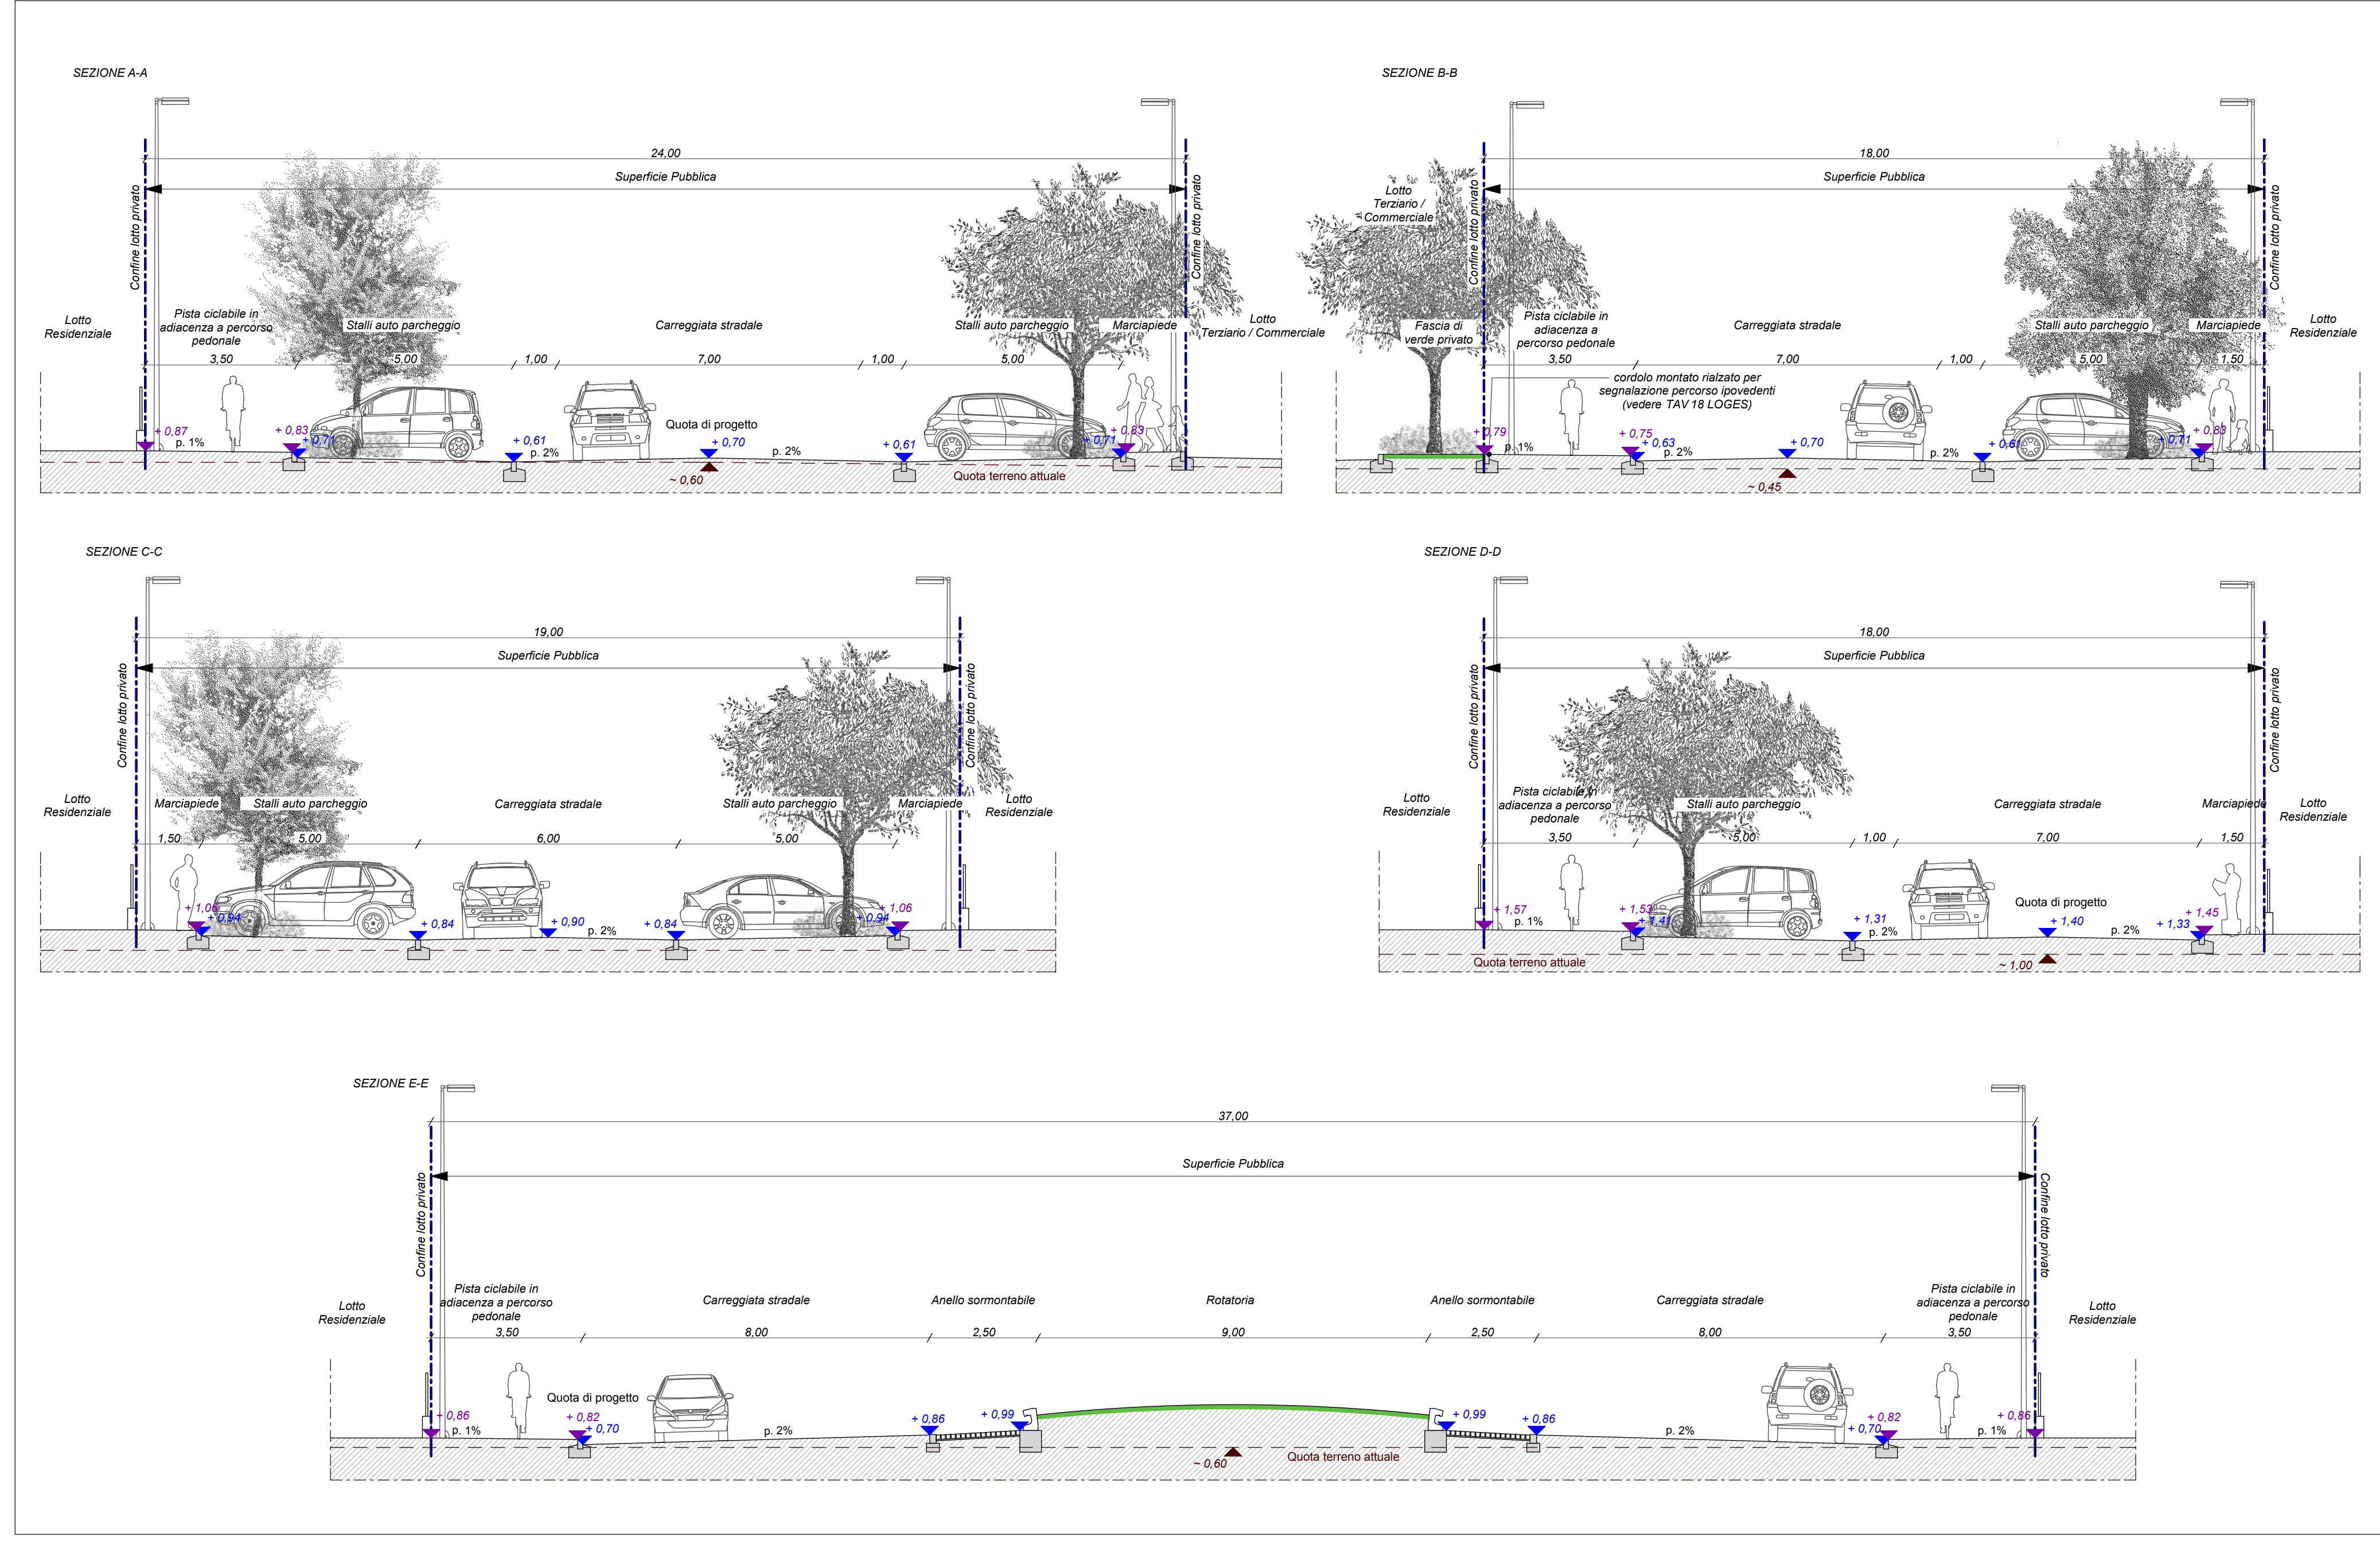 SEZIONE A-A
24,00
Superficie Pubblica
Confine lotto privato
Confine lotto privato
Lotto
Residenziale
Pista ciclabile in
adiacenza a percorso
pedonale
Stalli auto parcheggio
Carreggiata stradale
Stalli auto parcheggio
Marciapiede
Lotto
Terziario / Commerciale
3,50
5,00
1,00
7,00
1,00
5,00
+ 0,87
p. 1%
+ 0,83
+ 0,71
+ 0,61
p. 2%
Quota di progetto
+ 0,70
p. 2%
+ 0,61
+ 0,71
+ 0,83
~ 0,60
Quota terreno attuale
SEZIONE B-B
18,00
Superficie Pubblica
Lotto
Terziario /
Commerciale
Confine lotto privato
Confine lotto privato
Fascia di
verde privato
Pista ciclabile in
adiacenza a
percorso pedonale
Carreggiata stradale
Stalli auto parcheggio
Marciapiede
Lotto
Residenziale
3,50
7,00
1,00
5,00
1,50
cordolo montato rialzato per
segnalazione percorso ipovedenti
(vedere TAV 18 LOGES)
+ 0,79
p. 1%
+ 0,75
+ 0,63
p. 2%
+ 0,70
p. 2%
+ 0,61
+ 0,71
+ 0,83
~ 0,45
SEZIONE C-C
19,00
Superficie Pubblica
Confine lotto privato
Confine lotto privato
Lotto
Residenziale
Marciapiede
Stalli auto parcheggio
Carreggiata stradale
Stalli auto parcheggio
Marciapiede
Lotto
Residenziale
1,50
5,00
6,00
5,00
+ 1,06
+ 0,94
+ 0,84
+ 0,90
p. 2%
+ 0,84
+ 0,94
+ 1,06
SEZIONE D-D
18,00
Superficie Pubblica
Confine lotto privato
Confine lotto privato
Lotto
Residenziale
Pista ciclabile in
adiacenza a percorso
pedonale
Stalli auto parcheggio
Carreggiata stradale
Marciapiede
Lotto
Residenziale
3,50
5,00
1,00
7,00
1,50
+ 1,57
p. 1%
+ 1,53
+ 1,41
+ 1,31
p. 2%
Quota di progetto
+ 1,40
p. 2%
+ 1,33
+ 1,45
Quota terreno attuale
~ 1,00
SEZIONE E-E
37,00
Superficie Pubblica
Confine lotto privato
Confine lotto privato
Lotto
Residenziale
Pista ciclabile in
adiacenza a percorso
pedonale
Carreggiata stradale
Anello sormontabile
Rotatoria
Anello sormontabile
Carreggiata stradale
Pista ciclabile in
adiacenza a percorso
pedonale
Lotto
Residenziale
3,50
8,00
2,50
9,00
2,50
8,00
3,50
+ 0,86
p. 1%
Quota di progetto
+ 0,82
+ 0,70
p. 2%
+ 0,86
+ 0,99
+ 0,99
+ 0,86
p. 2%
+ 0,70
+ 0,82
p. 1%
+ 0,86
~ 0,60
Quota terreno attuale